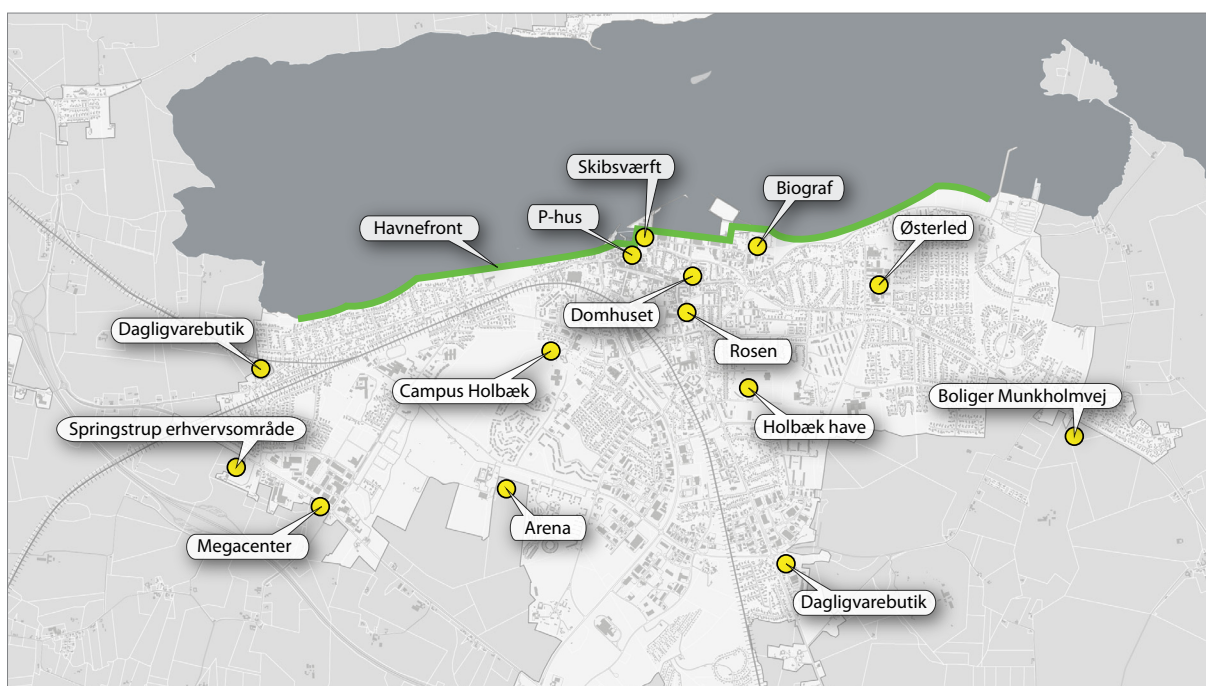 Skibsværft
Biograf
P-hus
Havnefront
Østerled
Domhuset
Dagligvarebutik
Rosen
Campus Holbæk
Boliger Munkholmvej
Springstrup erhvervsområde
Holbæk have
Arena
Megacenter
Dagligvarebutik